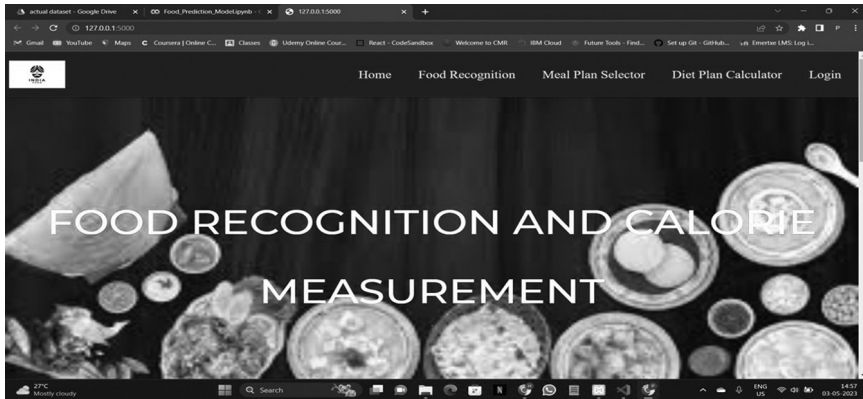 actual dataset - Google Drive
Food_Prediction_Model.ipynb - C
127.0.0.1:5000
127.0.0.1:5000
Gmail
YouTube
Maps
Coursera | Online C...
Classes
Udemy Online Cour...
React - CodeSandbox
Welcome to CMR
IBM Cloud
Future Tools - Find...
Set up Git - GitHub...
Emertxe LMS: Log i...
INDIA
Home
Food Recognition
Meal Plan Selector
Diet Plan Calculator
Login
FOOD RECOGNITION AND CALORIE
MEASUREMENT
27°C
Mostly cloudy
Search
ENG
US
14:57
03-05-2023